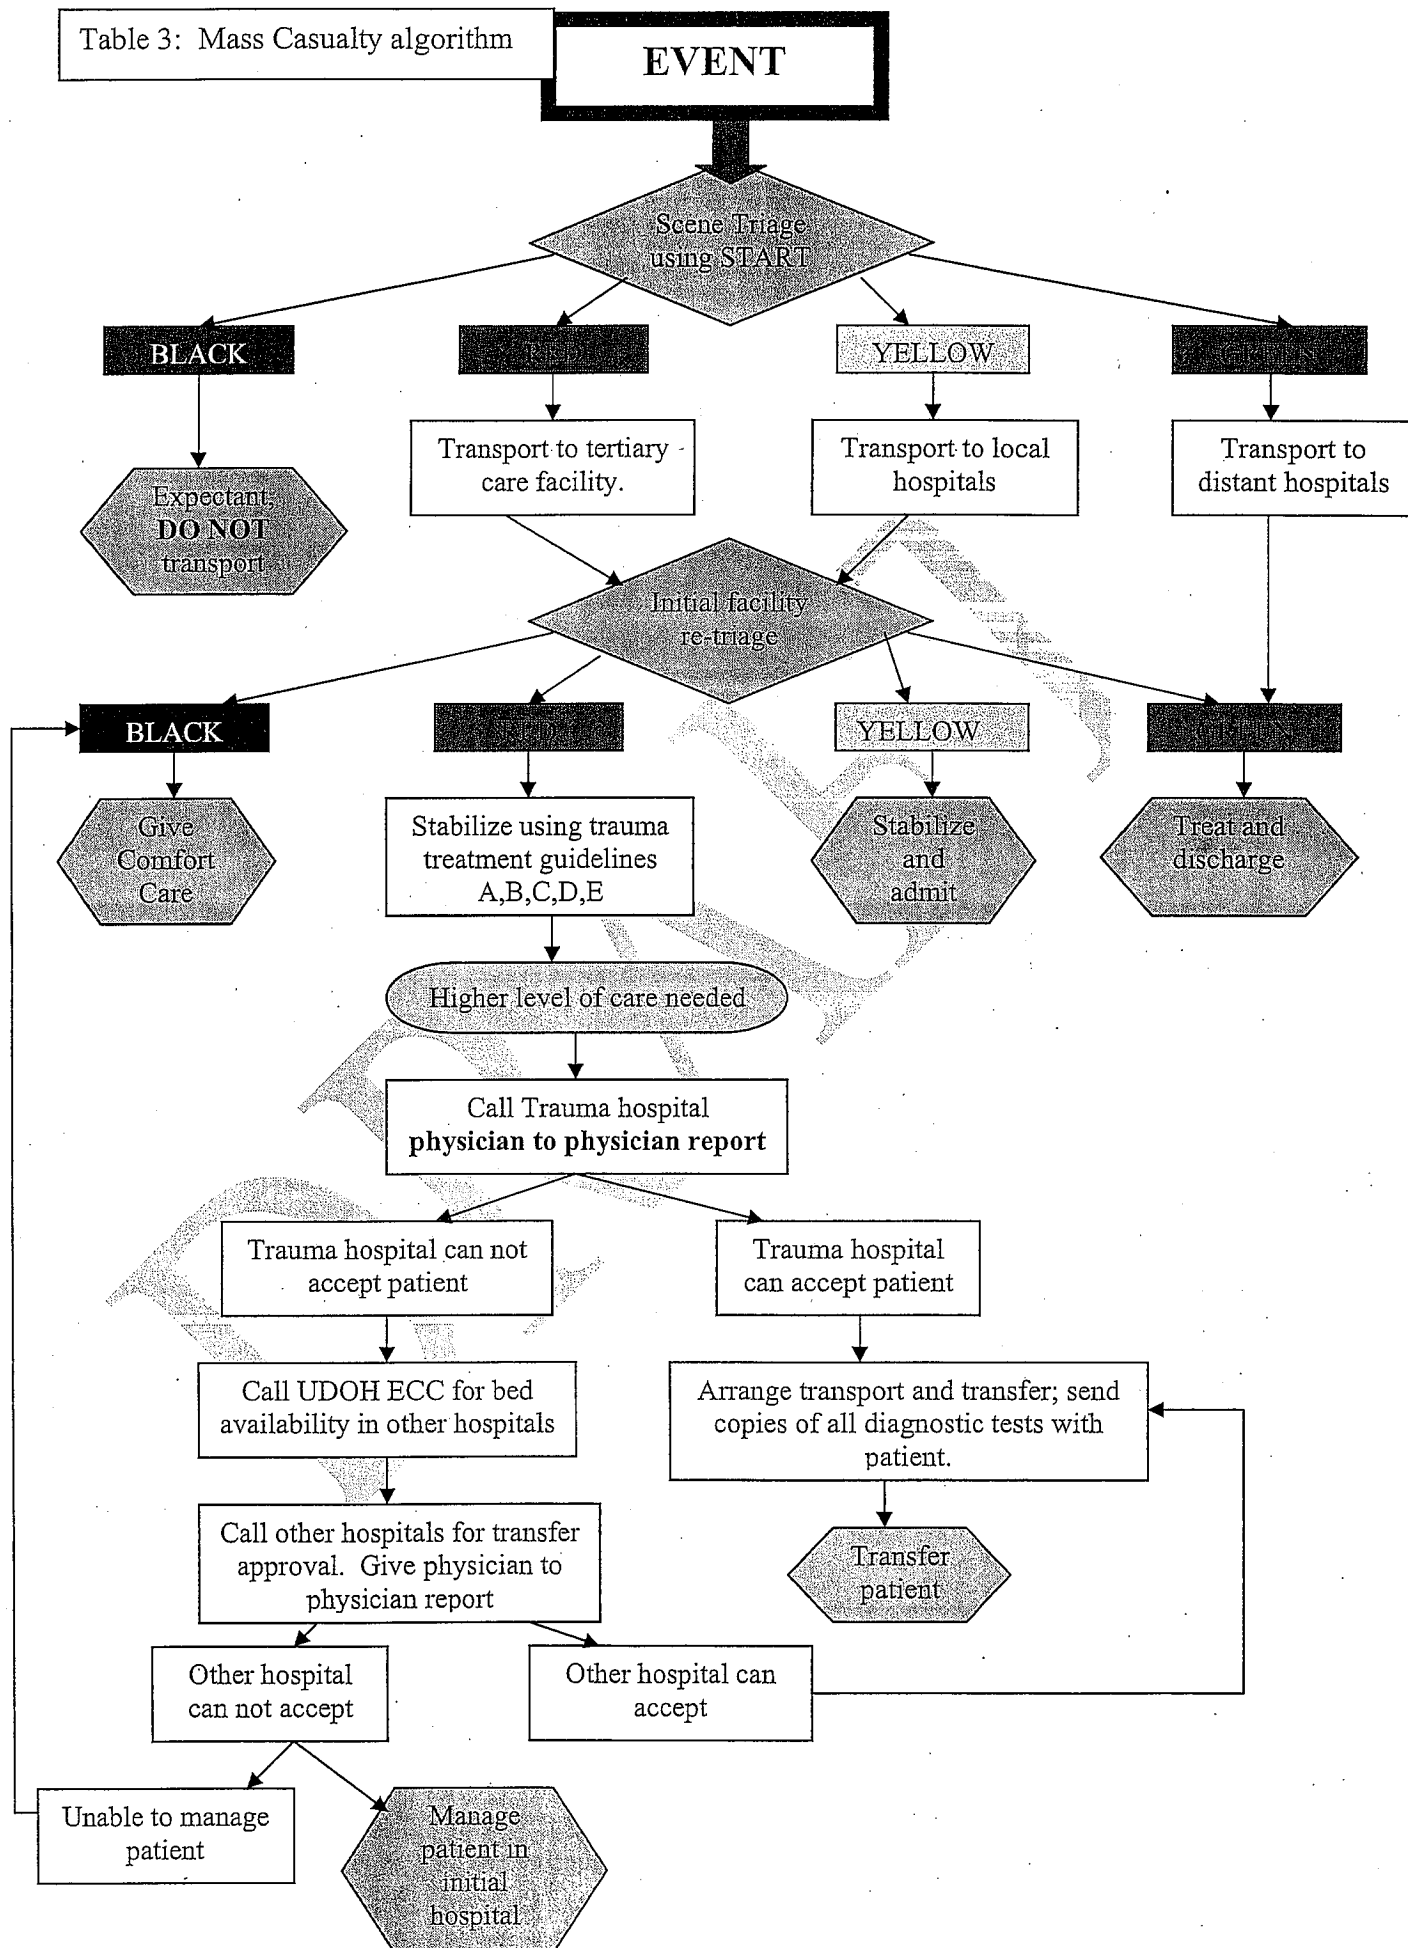 Table 3: Mass Casualty algorithm
EVENT
Scene Triage
using START
BLACK
RED
YELLOW
GREEN
Transport to tertiary
care facility.
Transport to local
hospitals
Transport to
distant hospitals
Expectant,
DO NOT
transport
Initial facility
re-triage
BLACK
RED
YELLOW
GREEN
Give
Comfort
Care
Stabilize using trauma
treatment guidelines
A,B,C,D,E
Stabilize
and
admit
Treat and
discharge
Higher level of care needed
Call Trauma hospital
physician to physician report
Trauma hospital can not
accept patient
Trauma hospital
can accept patient
Call UDOH ECC for bed
availability in other hospitals
Arrange transport and transfer; send
copies of all diagnostic tests with
patient.
Call other hospitals for transfer
approval. Give physician to
physician report
Transfer
patient
Other hospital
can not accept
Other hospital can
accept
Unable to manage
patient
Manage
patient in
initial
hospital
DRAFT